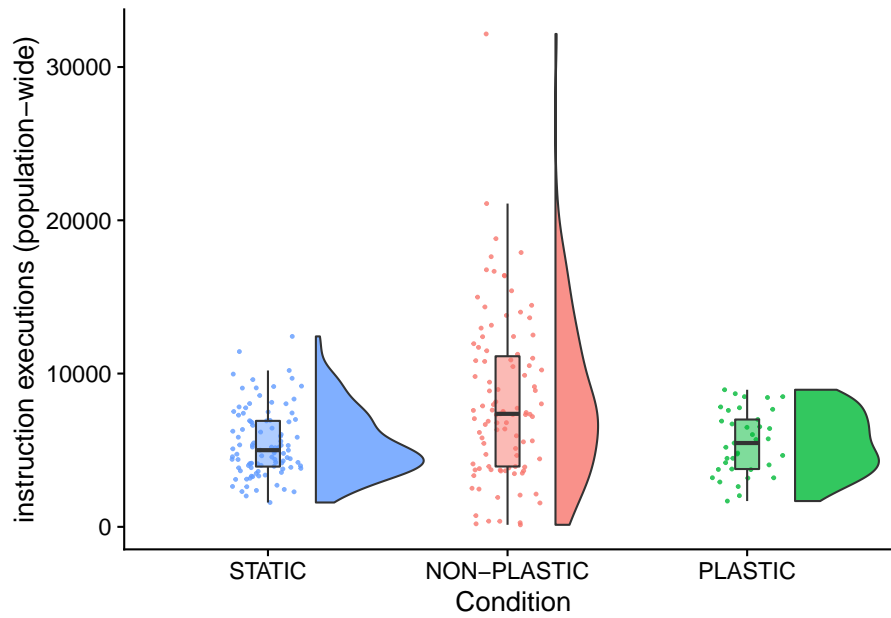 instruction executions (population−wide)
30000
20000
10000
0
STATIC
NON−PLASTIC
PLASTIC
Condition